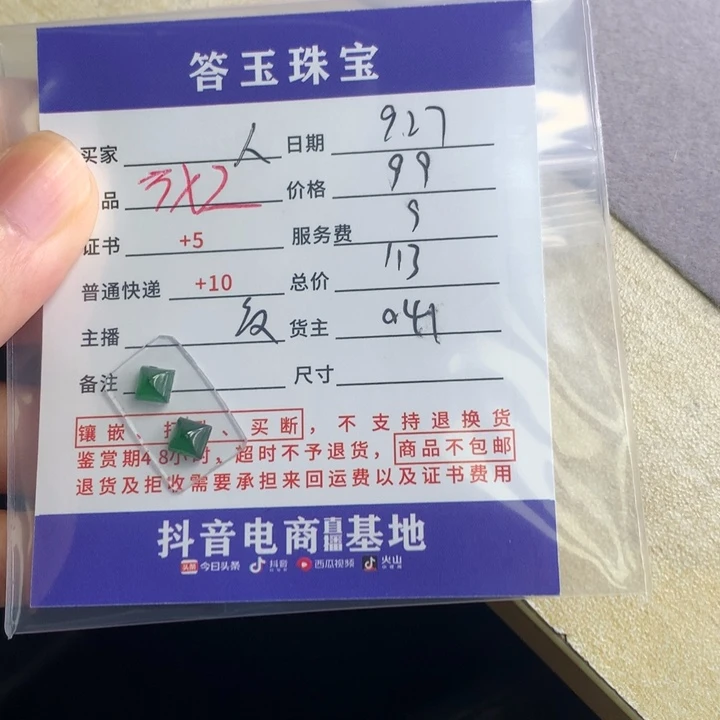 答玉珠宝
买家 人 日期 9.27
品 3X2 价格 99
证书 +5 服务费 9
普通快递 +10 总价 113
主播 货主 a41
备注 尺寸
镶嵌、打、买断，不支持退换货
鉴赏期48小时，超时不予退货，商品不包邮
退货及拒收需要承担来回运费以及证书费用
抖音电商直播基地
头条 今日头条 抖音 西瓜视频 火山